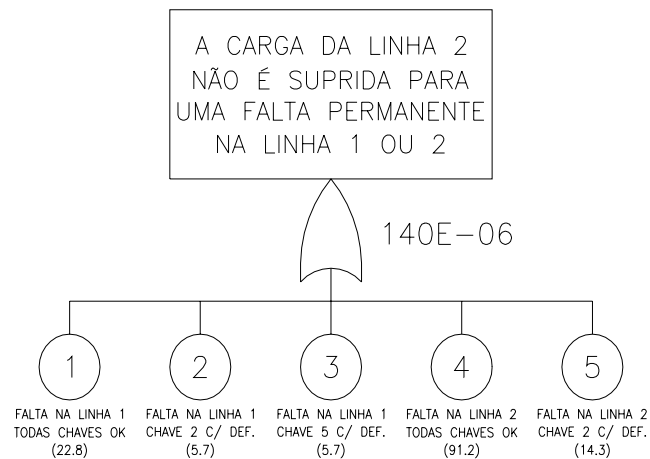 A CARGA DA LINHA 2
NÃO É SUPRIDA PARA
UMA FALTA PERMANENTE
NA LINHA 1 OU 2
140E-06
1
2
3
4
5
FALTA NA LINHA 1
TODAS CHAVES OK
(22.8)
FALTA NA LINHA 1
CHAVE 2 C/ DEF.
(5.7)
FALTA NA LINHA 1
CHAVE 5 C/ DEF.
(5.7)
FALTA NA LINHA 2
TODAS CHAVES OK
(91.2)
FALTA NA LINHA 2
CHAVE 2 C/ DEF.
(14.3)